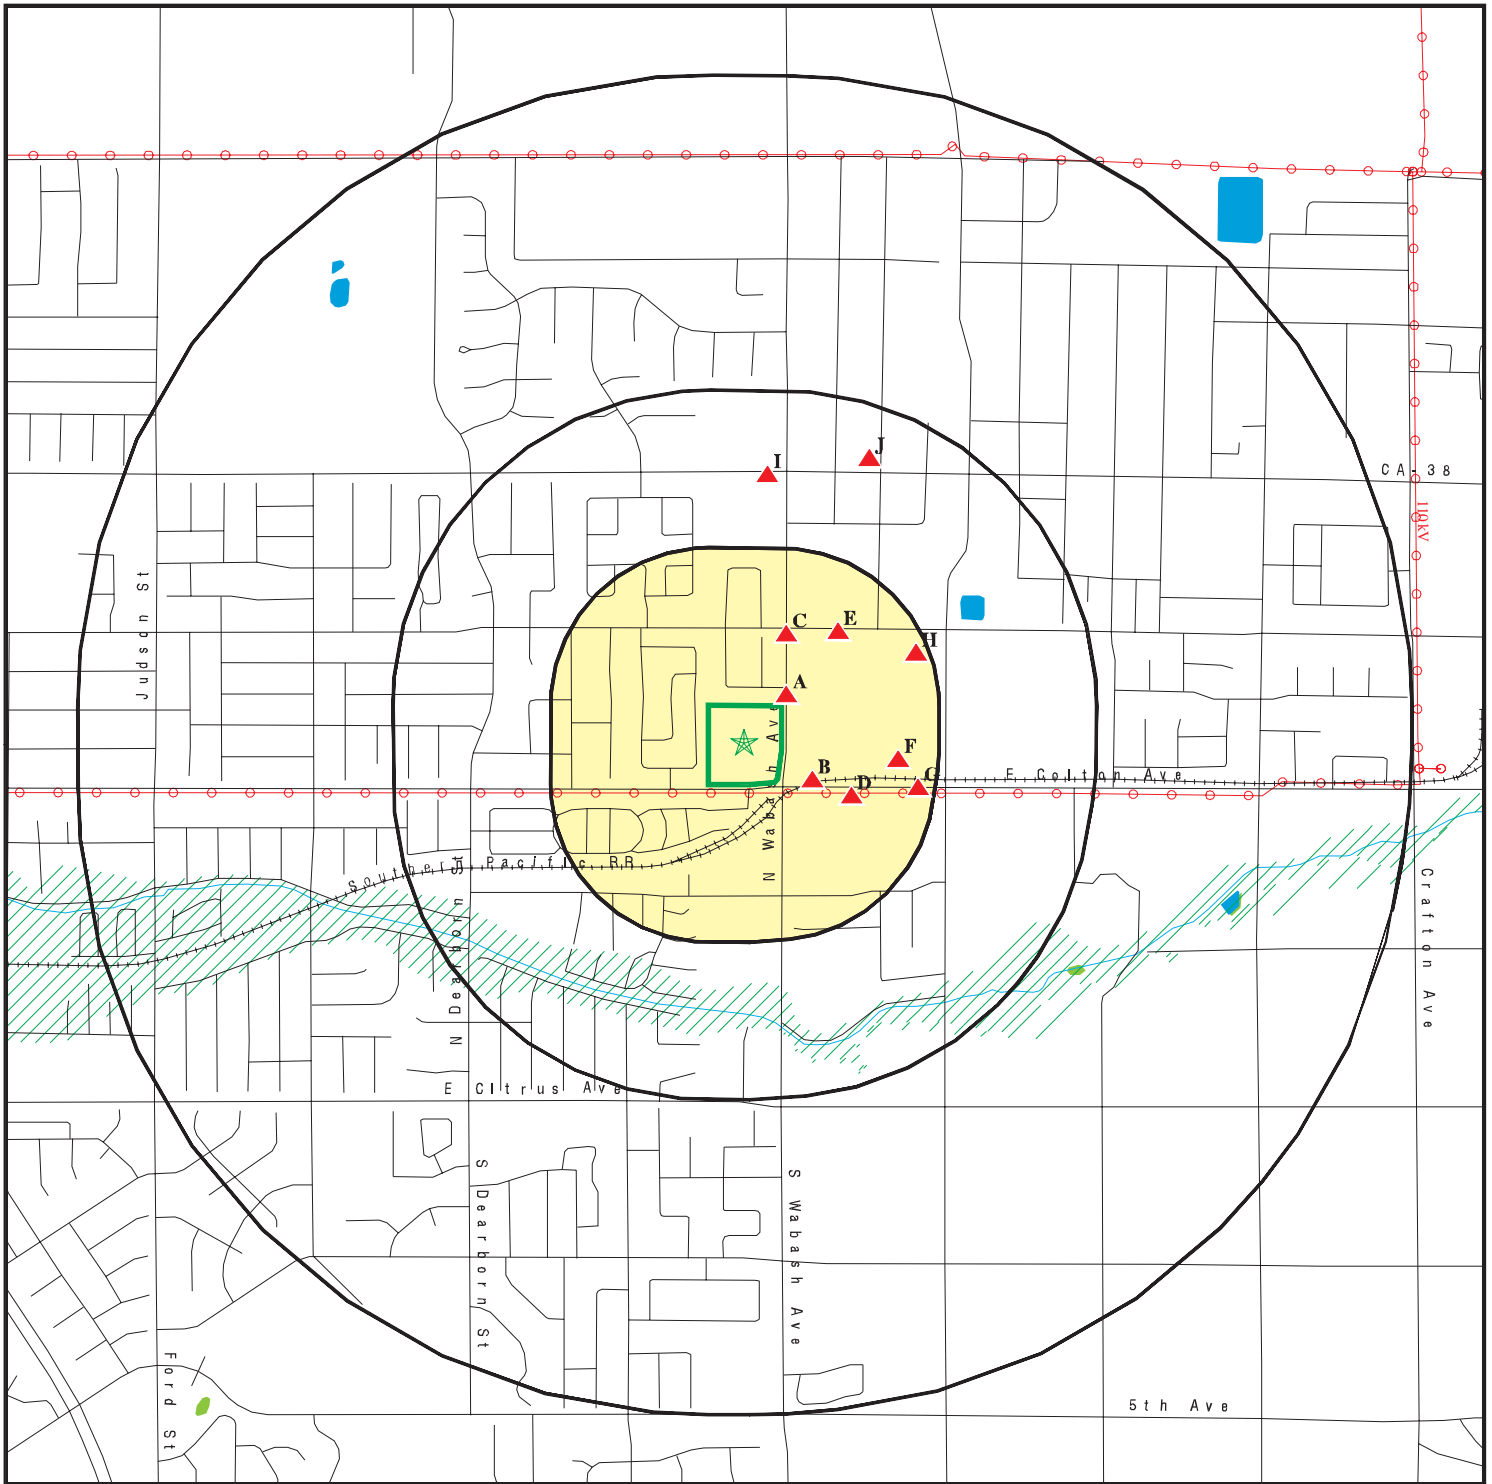 J
I
CA-38
110kV
Judson St
C
E
H
A
F
E Colton Ave
B
G
D
N Wabash Ave
Southern Pacific RR
N Dearborn St
Crafton Ave
E Citrus Ave
S Dearborn St
S Wabash Ave
Ford St
5th Ave